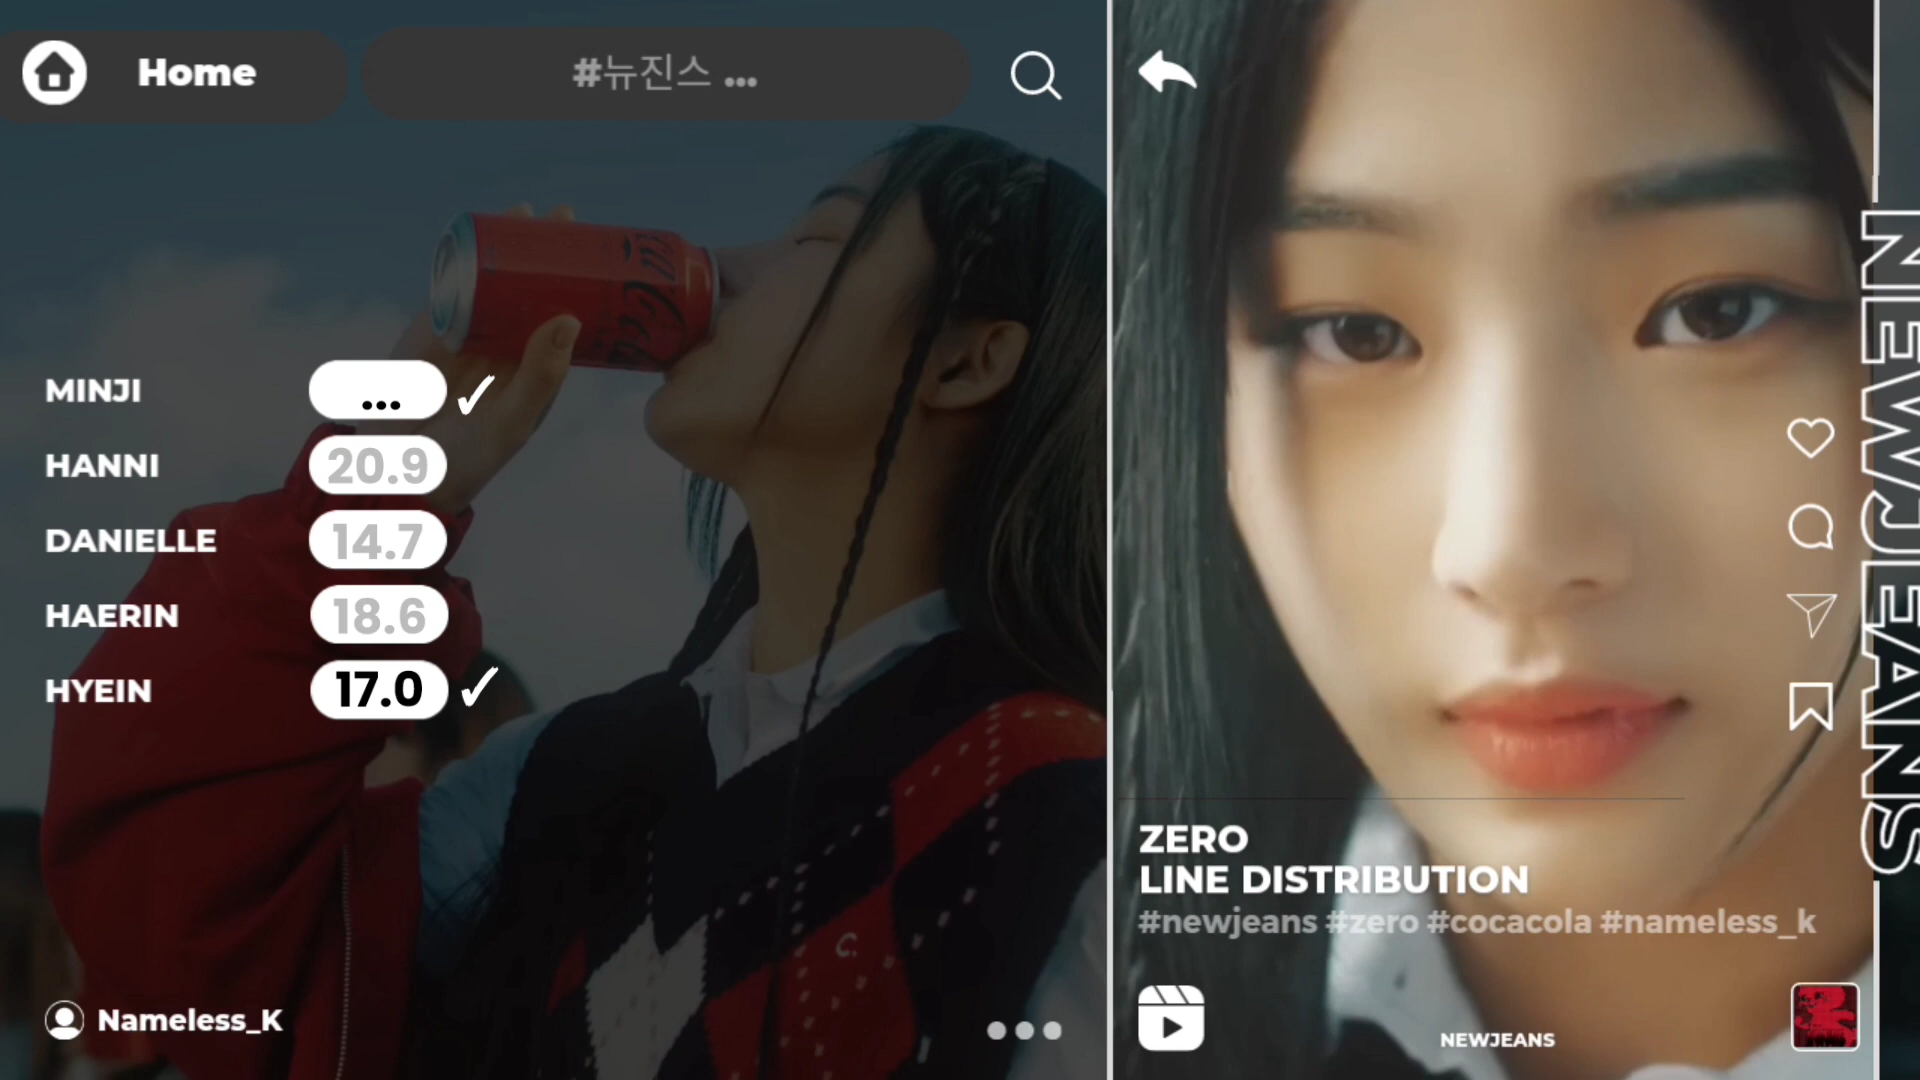 Home
#뉴진스 ...
MINJI ...
HANNI 20.9
DANIELLE 14.7
HAERIN 18.6
HYEIN 17.0
Nameless_K
ZERO
LINE DISTRIBUTION
#newjeans #zero #cocacola #nameless_k
NEWJEANS
NEWJEANS